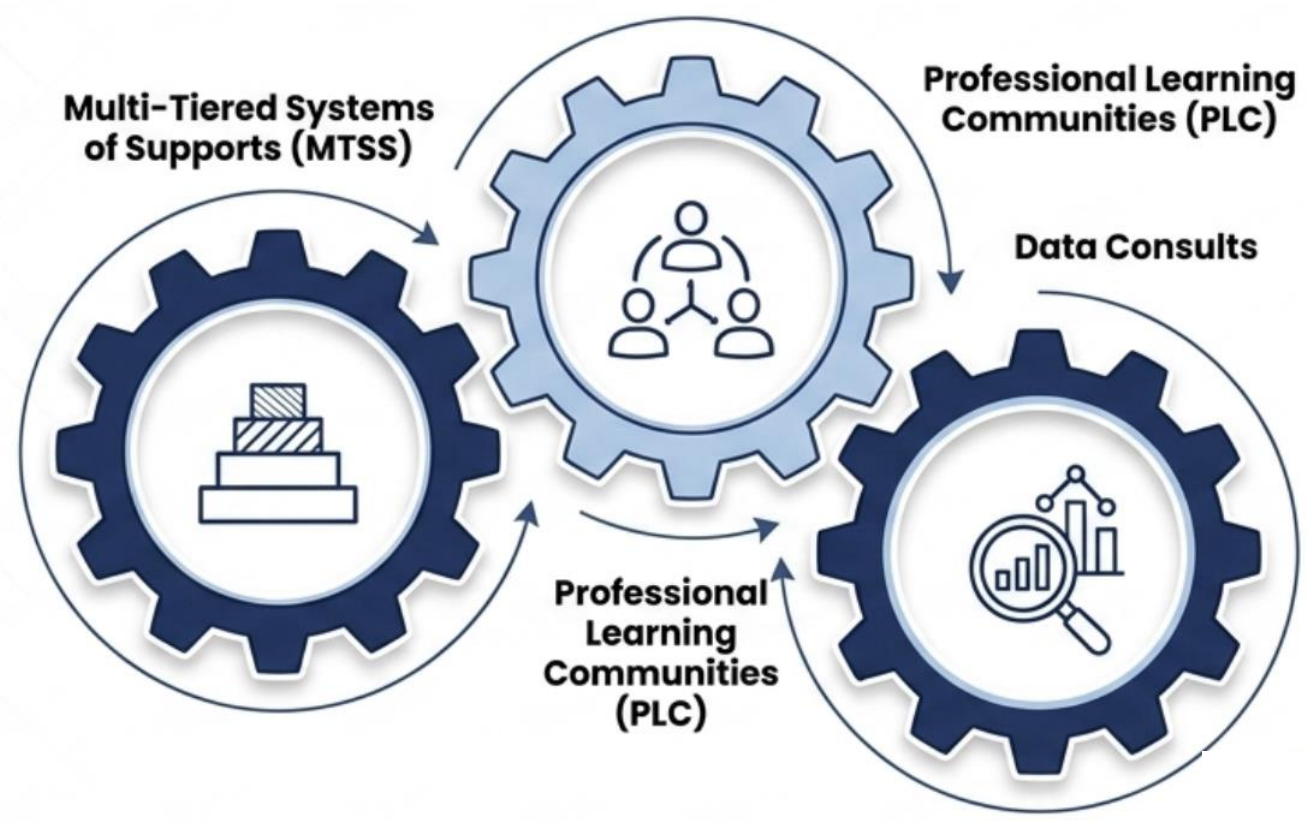 Multi-Tiered Systems
of Supports (MTSS)
Professional Learning
Communities (PLC)
Data Consults
Professional
Learning
Communities
(PLC)